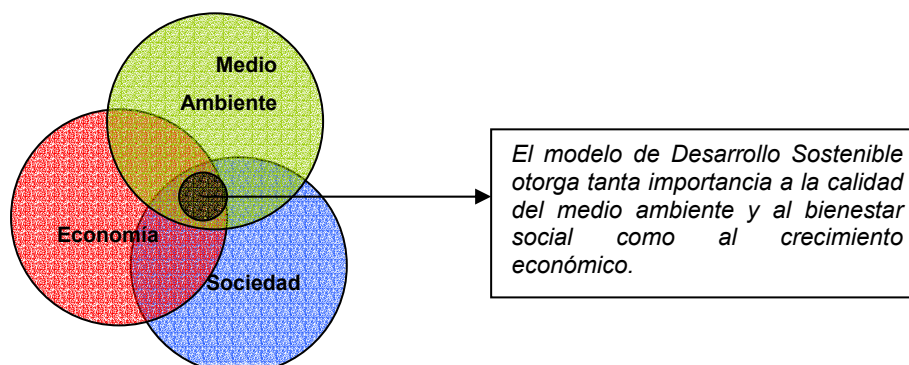 Medio
Ambiente
Economía
Sociedad
El modelo de Desarrollo Sostenible
otorga tanta importancia a la calidad
del medio ambiente y al bienestar
social como al crecimiento
económico.